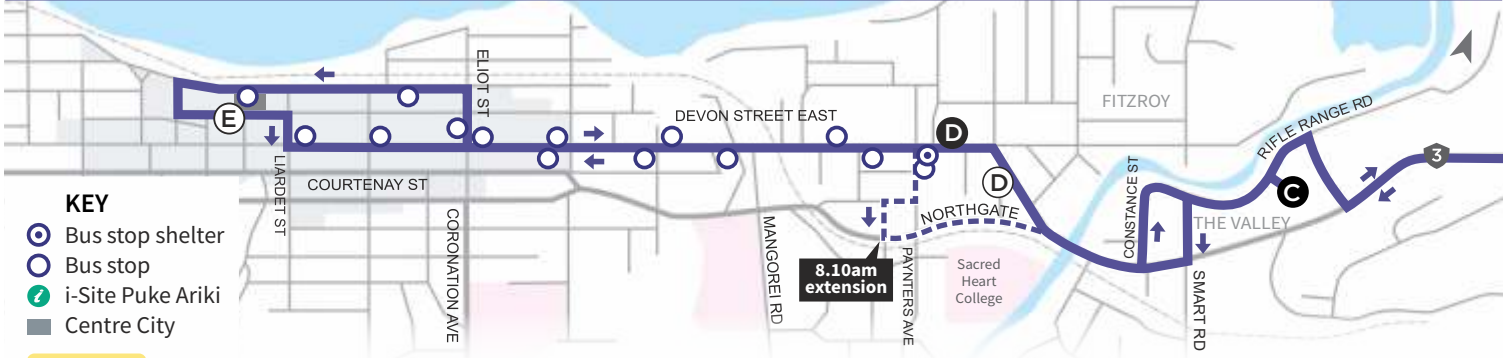 ELIOT ST
DEVON STREET EAST
FITZROY
RIFLE RANGE RD
D
E
3
LIARDET ST
COURTENAY ST
D
C
CONSTANCE ST
THE VALLEY
NORTHGATE
CORONATION AVE
MANGOREI RD
PAYNTERS AVE
SMART RD
8.10am
extension
Sacred
Heart
College
KEY
Bus stop shelter
Bus stop
i
i-Site Puke Ariki
Centre City